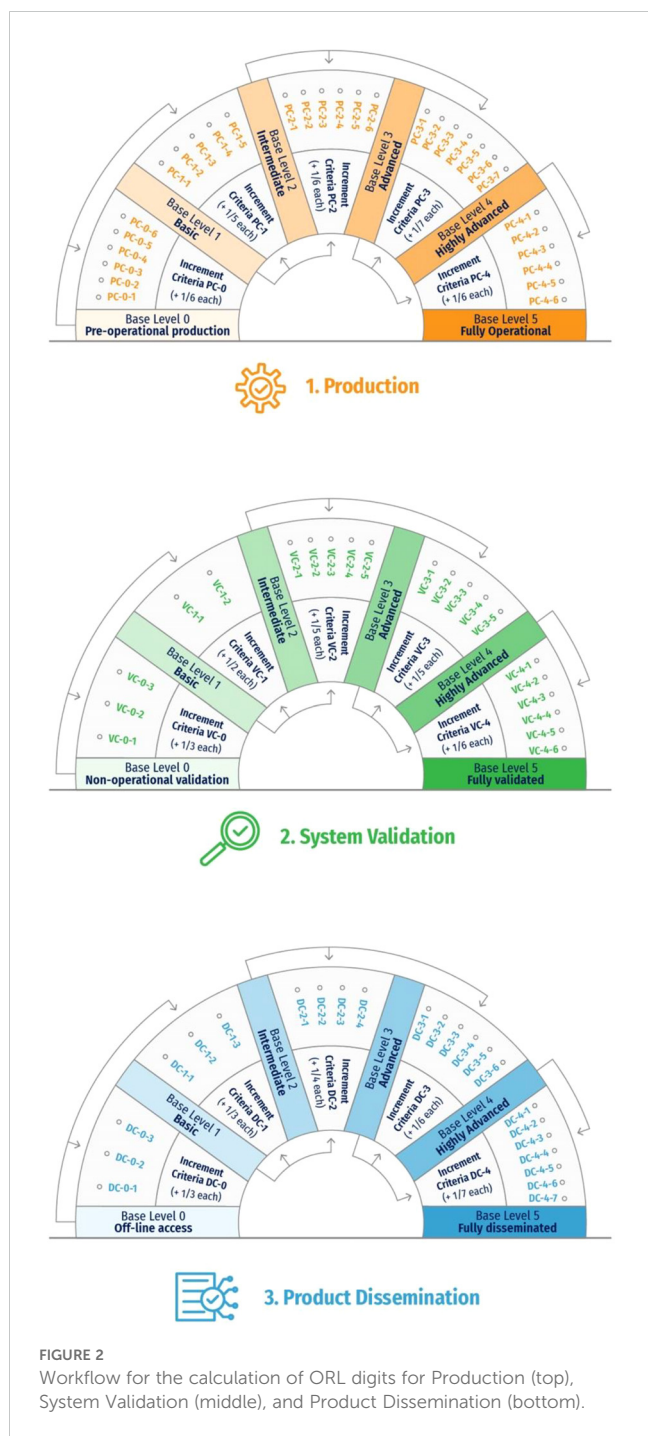 PC-0-6
PC-0-5
PC-0-4
PC-0-3
PC-0-2
PC-0-1
Increment
Criteria PC-0
(+ 1/6 each)
Base Level 0
Pre-operational production
Base Level 1
Basic
PC-1-1
PC-1-2
PC-1-3
PC-1-4
PC-1-5
Increment
Criteria PC-1
(+ 1/5 each)
Base Level 2
Intermediate
PC-2-1
PC-2-2
PC-2-3
PC-2-4
PC-2-5
PC-2-6
Increment
Criteria PC-2
(+ 1/6 each)
Base Level 3
Advanced
PC-3-1
PC-3-2
PC-3-3
PC-3-4
PC-3-5
PC-3-6
PC-3-7
Increment
Criteria PC-3
(+ 1/7 each)
Base Level 4
Highly Advanced
PC-4-1
PC-4-2
PC-4-3
PC-4-4
PC-4-5
PC-4-6
Increment
Criteria PC-4
(+ 1/6 each)
Base Level 5
Fully Operational
1. Production
VC-0-3
VC-0-2
VC-0-1
Increment
Criteria VC-0
(+ 1/3 each)
Base Level 0
Non-operational validation
Base Level 1
Basic
VC-1-1
VC-1-2
Increment
Criteria PC-1
(+ 1/2 each)
Base Level 2
Intermediate
VC-2-1
VC-2-2
VC-2-3
VC-2-4
VC-2-5
Increment
Criteria VC-2
(+ 1/5 each)
Base Level 3
Advanced
VC-3-1
VC-3-2
VC-3-3
VC-3-4
VC-3-5
Increment
Criteria VC-3
(+ 1/5 each)
Base Level 4
Highly Advanced
VC-4-1
VC-4-2
VC-4-3
VC-4-4
VC-4-5
VC-4-6
Increment
Criteria VC-4
(+ 1/6 each)
Base Level 5
Fully validated
2. System Validation
DC-0-3
DC-0-2
DC-0-1
Increment
Criteria DC-0
(+ 1/3 each)
Base Level 0
Off-line access
Base Level 1
Basic
DC-1-1
DC-1-2
DC-1-3
Increment
Criteria DC-1
(+ 1/3 each)
Base Level 2
Intermediate
DC-2-1
DC-2-2
DC-2-3
DC-2-4
Increment
Criteria DC-2
(+ 1/4 each)
Base Level 3
Advanced
DC-3-1
DC-3-2
DC-3-3
DC-3-4
DC-3-5
DC-3-6
Increment
Criteria DC-3
(+ 1/6 each)
Base Level 4
Highly Advanced
DC-4-1
DC-4-2
DC-4-3
DC-4-4
DC-4-5
DC-4-6
DC-4-7
Increment
Criteria DC-4
(+ 1/7 each)
Base Level 5
Fully disseminated
3. Product Dissemination
FIGURE 2
Workflow for the calculation of ORL digits for Production (top),
System Validation (middle), and Product Dissemination (bottom).